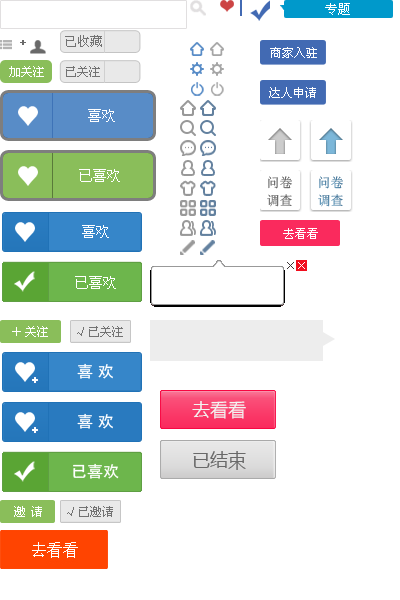 专题
已收藏
商家入驻
加关注
已关注
达人申请
喜欢
已喜欢
问卷
调查
问卷
调查
喜欢
去看看
已喜欢
+ 关注
√ 已关注
喜 欢
去看看
喜 欢
已结束
已喜欢
邀 请
√ 已邀请
去看看